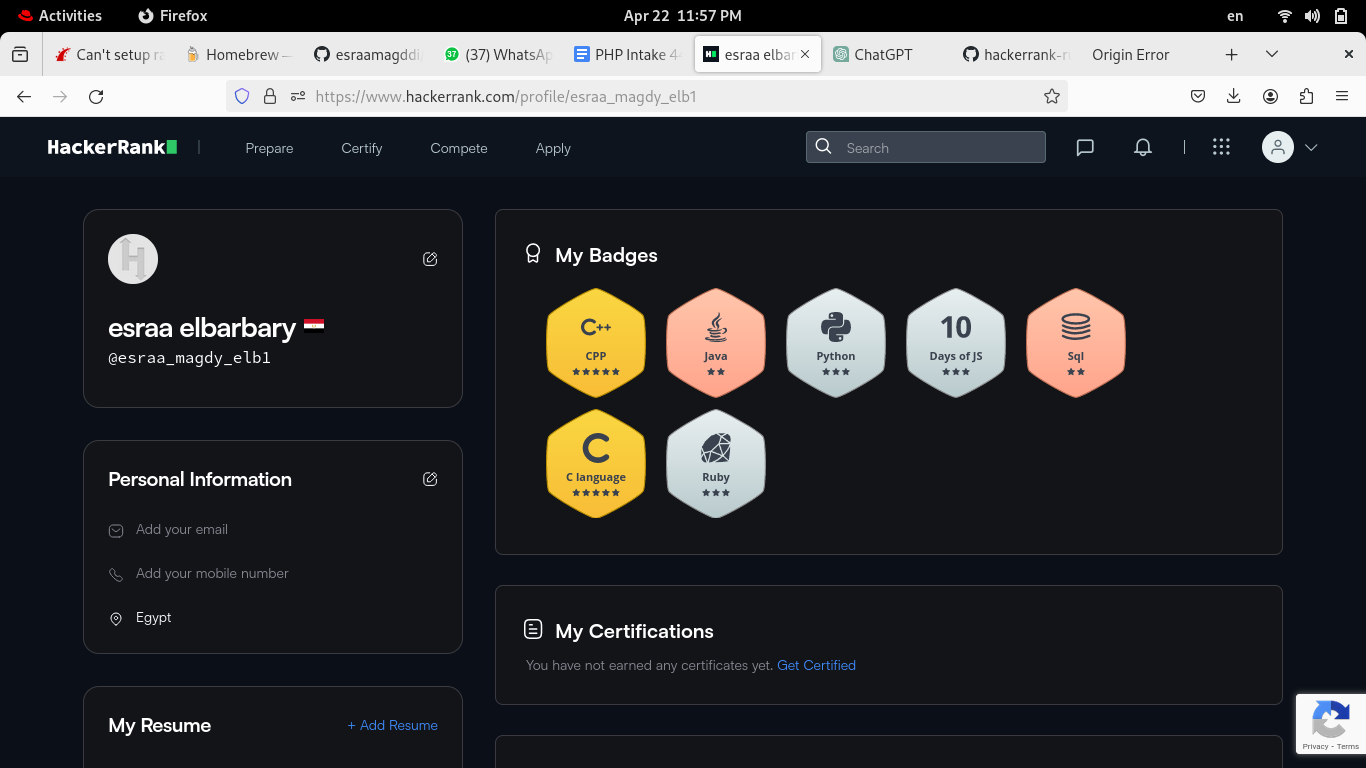 Activities Firefox Apr 22 11:57 PM en
Can't setup ra Homebrew — esraamagddi (37) WhatsAp PHP Intake 4 esraa elbar ChatGPT hackerrank-r Origin Error
https://www.hackerrank.com/profile/esraa_magdy_elb1
HackerRank Prepare Certify Compete Apply Search
esraa elbarbary
@esraa_magdy_elb1
Personal Information
Add your email
Add your mobile number
Egypt
My Resume + Add Resume
My Badges
C++ 10
CPP Java Python Days of JS Sql
C
C language Ruby
My Certifications
You have not earned any certificates yet. Get Certified
Privacy - Terms